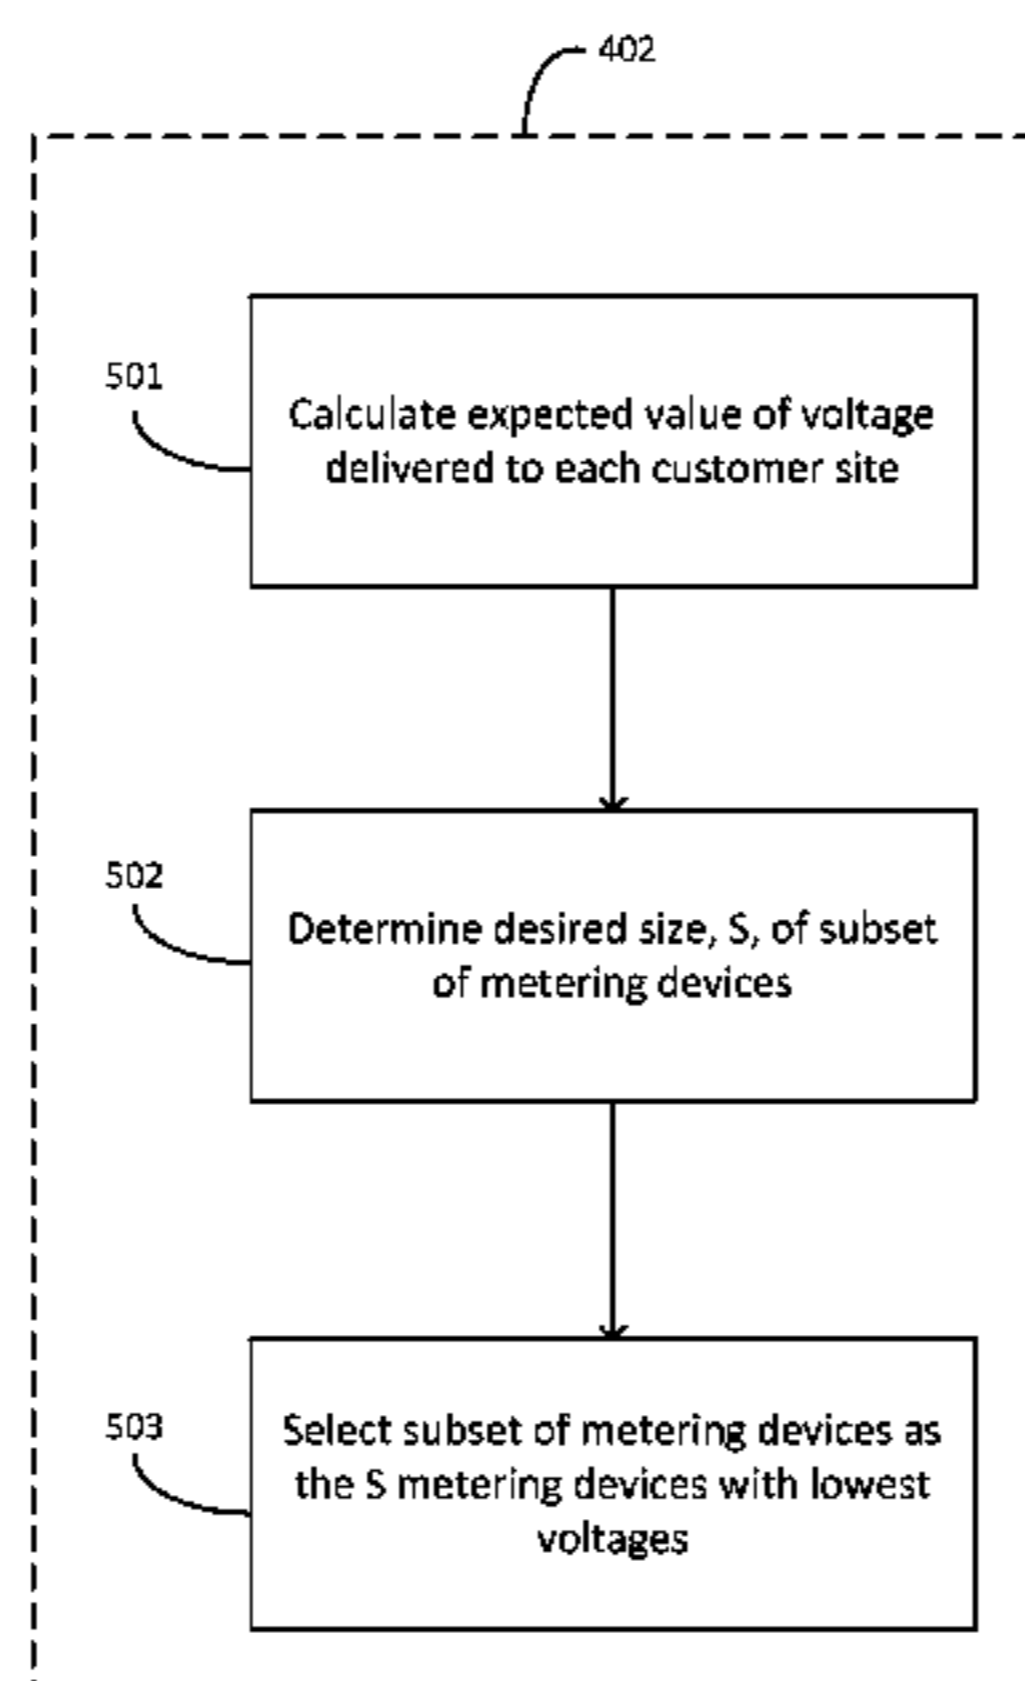 402
501
Calculate expected value of voltage
delivered to each customer site
502
Determine desired size, S, of subset
of metering devices
503
Select subset of metering devices as
the S metering devices with lowest
voltages